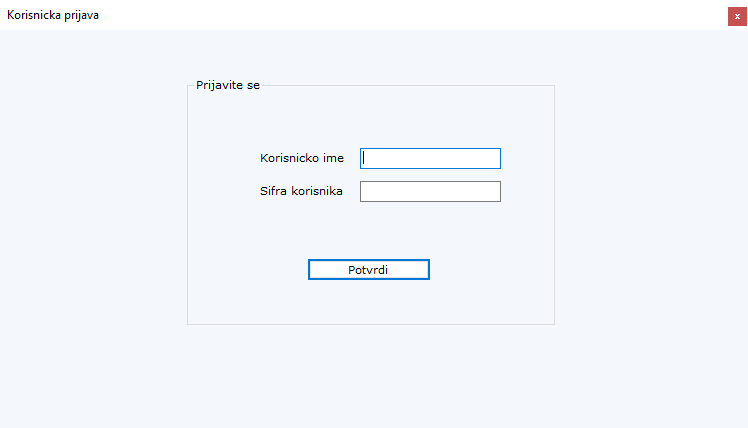 Korisnicka prijava
x
Prijavite se
Korisnicko ime
Sifra korisnika
Potvrdi